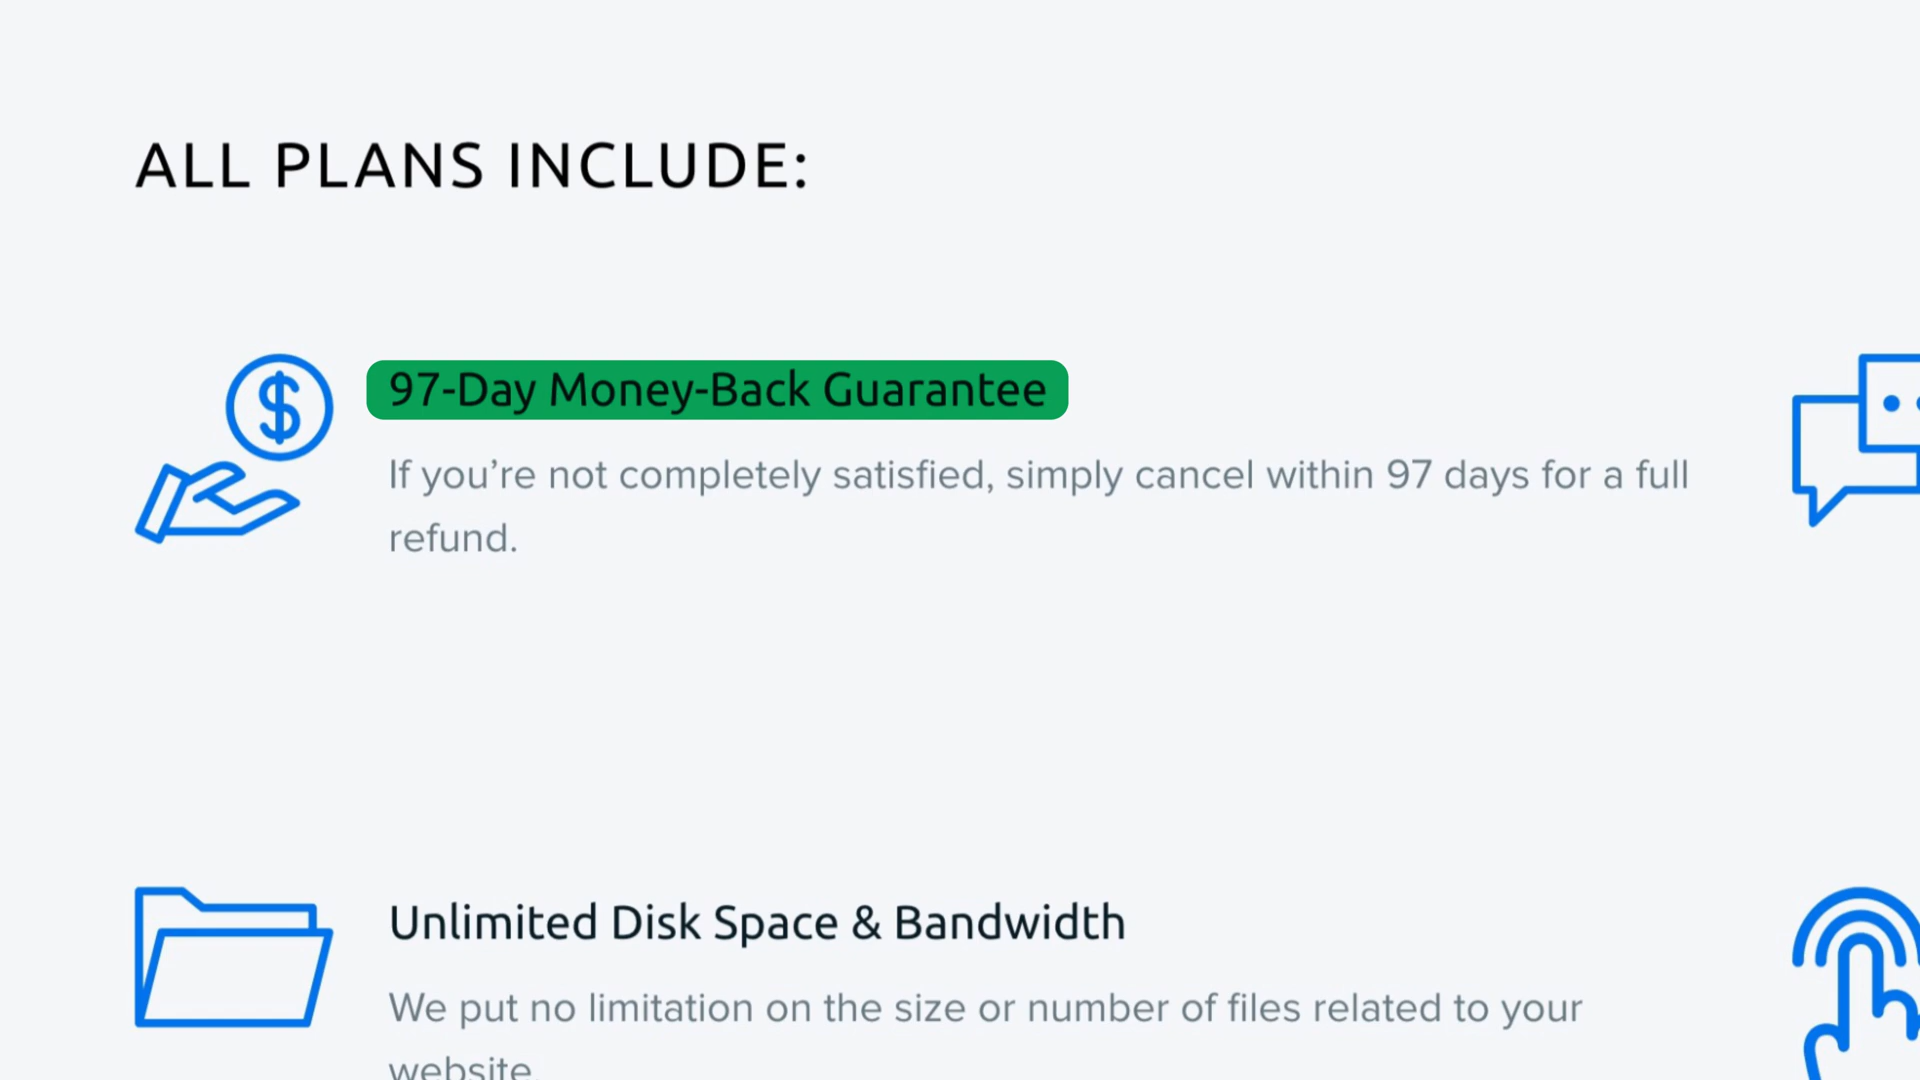 ALL PLANS INCLUDE:
97-Day Money-Back Guarantee
If you’re not completely satisfied, simply cancel within 97 days for a full
refund.
Unlimited Disk Space & Bandwidth
We put no limitation on the size or number of files related to your
website.